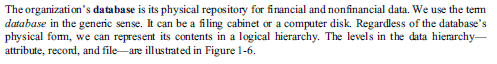 The organization's database is its physical repository for financial and nonfinancial data. We use the term
database in the generic sense. It can be a filing cabinet or a computer disk. Regardless of the database's
physical form, we can represent its contents in a logical hierarchy. The levels in the data hierarchy—
attribute, record, and file—are illustrated in Figure 1-6.